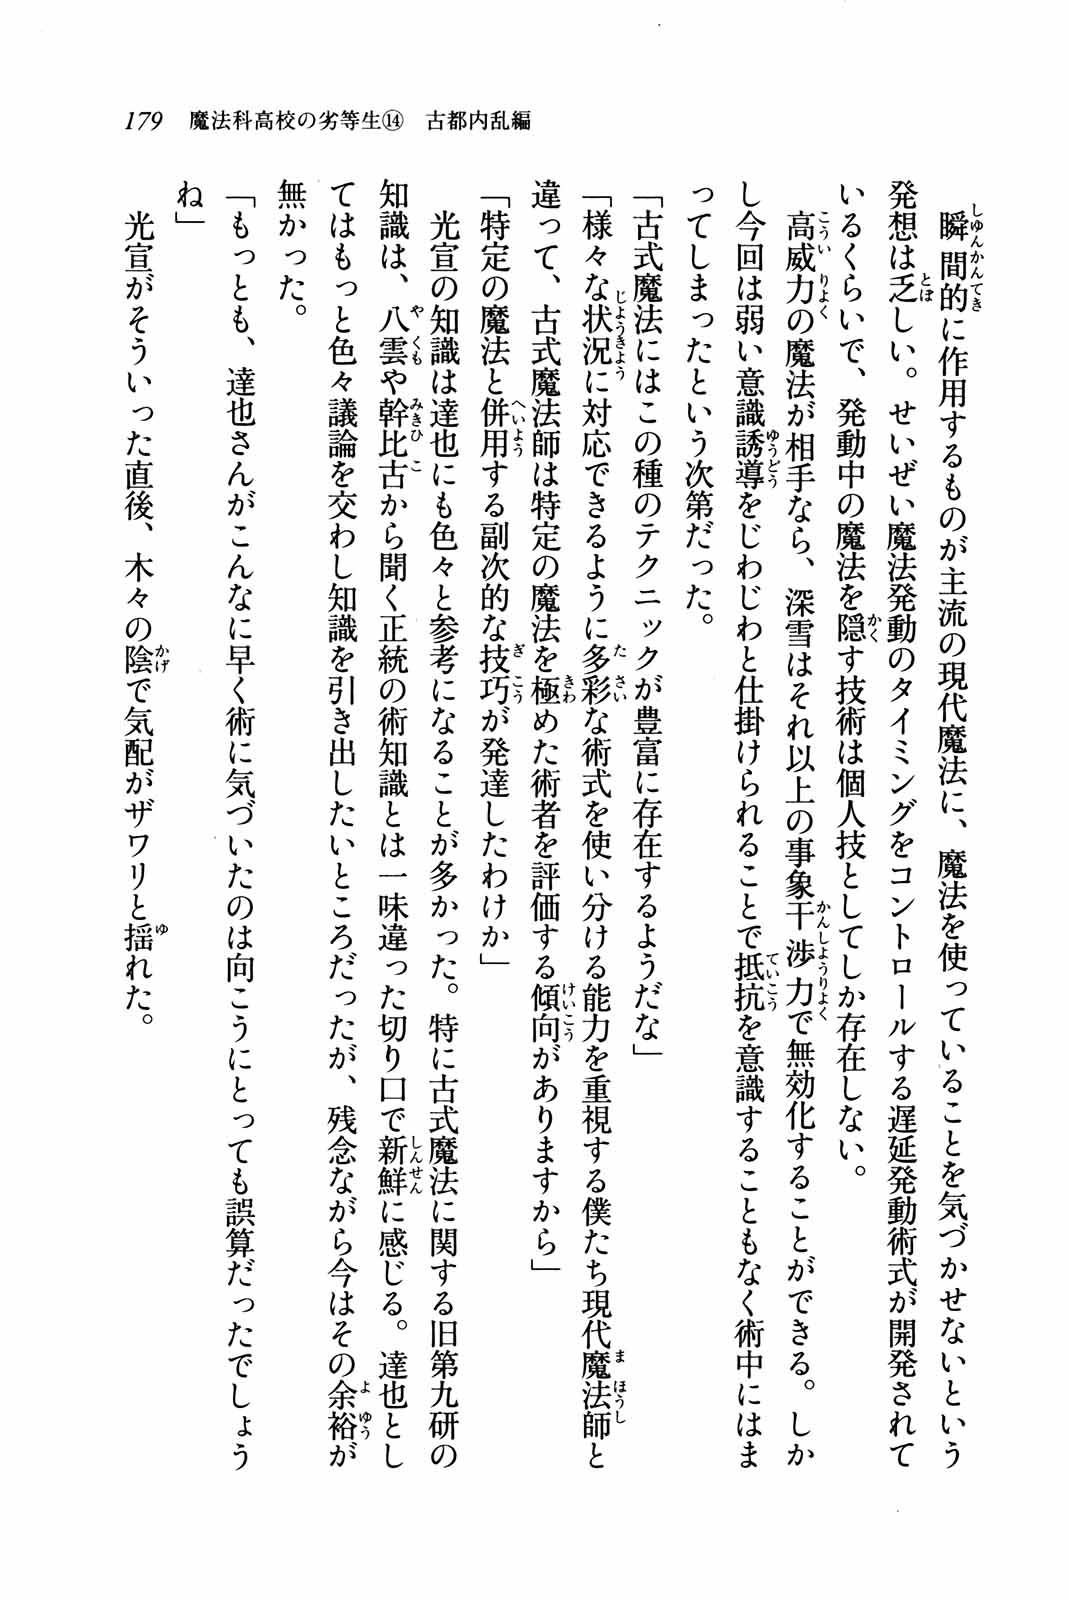 179 魔法科高校の劣等生⑭ 古都内乱編
瞬間的に作用するものが主流の現代魔法に、魔法を使っていることを気づかせないという
発想は乏しい。せいぜい魔法発動のタイミングをコントロールする遅延発動術式が開発されて
いるくらいで、発動中の魔法を隠す技術は個人技としてしか存在しない。
高威力の魔法が相手なら、深雪はそれ以上の事象干渉力で無効化することができる。しか
し今回は弱い意識誘導をじわじわと仕掛けられることで抵抗を意識することもなく術中にはま
ってしまったという次第だった。
「古式魔法にはこの種のテクニックが豊富に存在するようだな」
「様々な状況に対応できるように多彩な術式を使い分ける能力を重視する僕たち現代魔法師と
違って、古式魔法師は特定の魔法を極めた術者を評価する傾向がありますから」
「特定の魔法と併用する副次的な技巧が発達したわけか」
光宣の知識は達也にも色々と参考になることが多かった。特に古式魔法に関する旧第九研の
知識は、八雲や幹比古から聞く正統の術知識とは一味違った切り口で新鮮に感じる。達也とし
てはもっと色々議論を交わし知識を引き出したいところだったが、残念ながら今はその余裕が
無かった。
「もっとも、達也さんがこんなに早く術に気づいたのは向こうにとっても誤算だったでしょう
ね」
光宣がそういった直後、木々の陰で気配がザワリと揺れた。